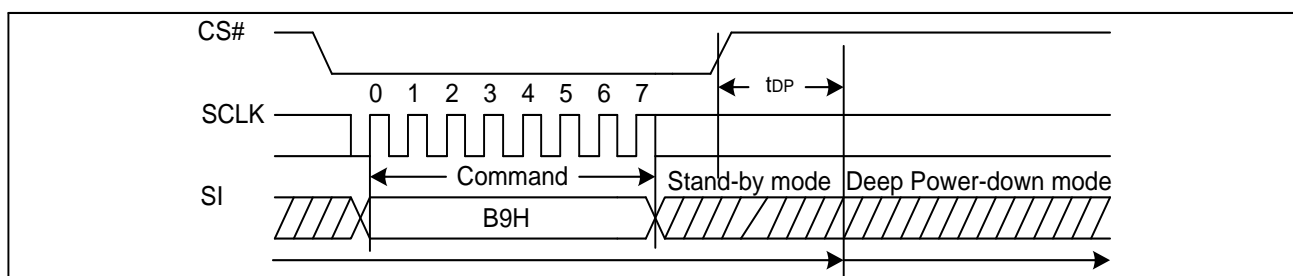 CS#
tDP
0 1 2 3 4 5 6 7
SCLK
Command
Stand-by mode Deep Power-down mode
SI
B9H